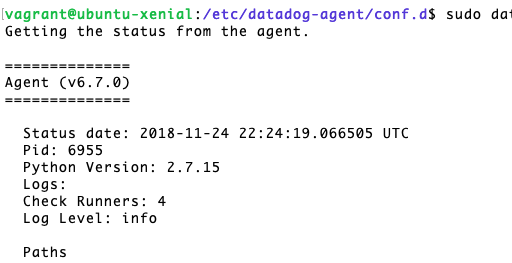 vagrant@ubuntu-xenial:/etc/datadog-agent/conf.d$ sudo
Getting the status from the agent.
==============
Agent (v6.7.0)
==============
Status date: 2018-11-24 22:24:19.066505 UTC
Pid: 6955
Python Version: 2.7.15
Logs:
Check Runners: 4
Log Level: info
Paths